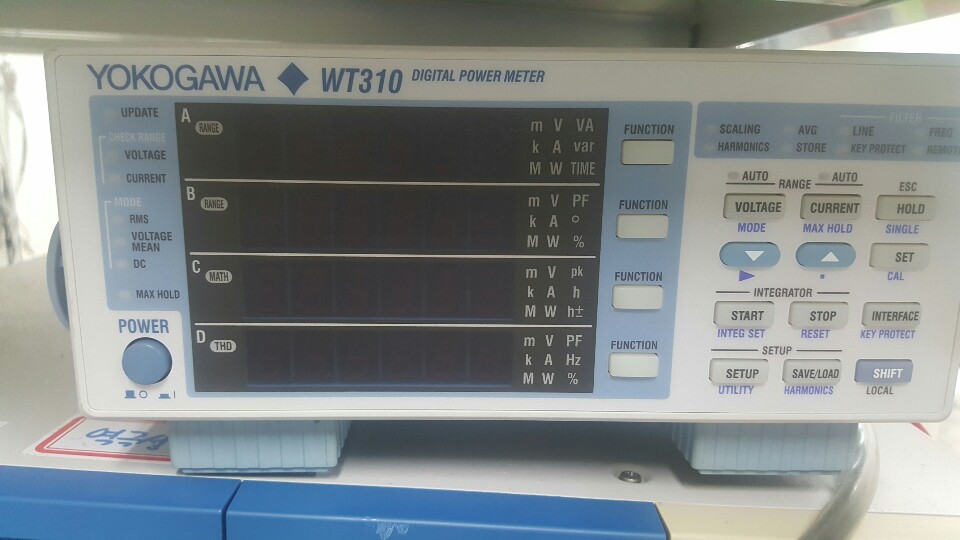 YOKOGAWA WT310 DIGITAL POWER METER
UPDATE
CHECK RANGE
VOLTAGE
CURRENT
MODE
RMS
VOLTAGE
MEAN
DC
MAX HOLD
POWER
A RANGE
m V VA
k A var
M W TIME
B RANGE
m V PF
k A °
M W %
C MATH
m V pk
k A h
M W h±
D THD
m V PF
k A Hz
M W %
FUNCTION
FUNCTION
FUNCTION
FUNCTION
FILTER
SCALING AVG LINE FREQ
HARMONICS STORE KEY PROTECT REMOTE
AUTO AUTO
RANGE ESC
VOLTAGE CURRENT HOLD
MODE MAX HOLD SINGLE
SET
CAL
INTEGRATOR
START STOP INTERFACE
INTEG SET RESET KEY PROTECT
SETUP
SETUP SAVE/LOAD SHIFT
UTILITY HARMONICS LOCAL